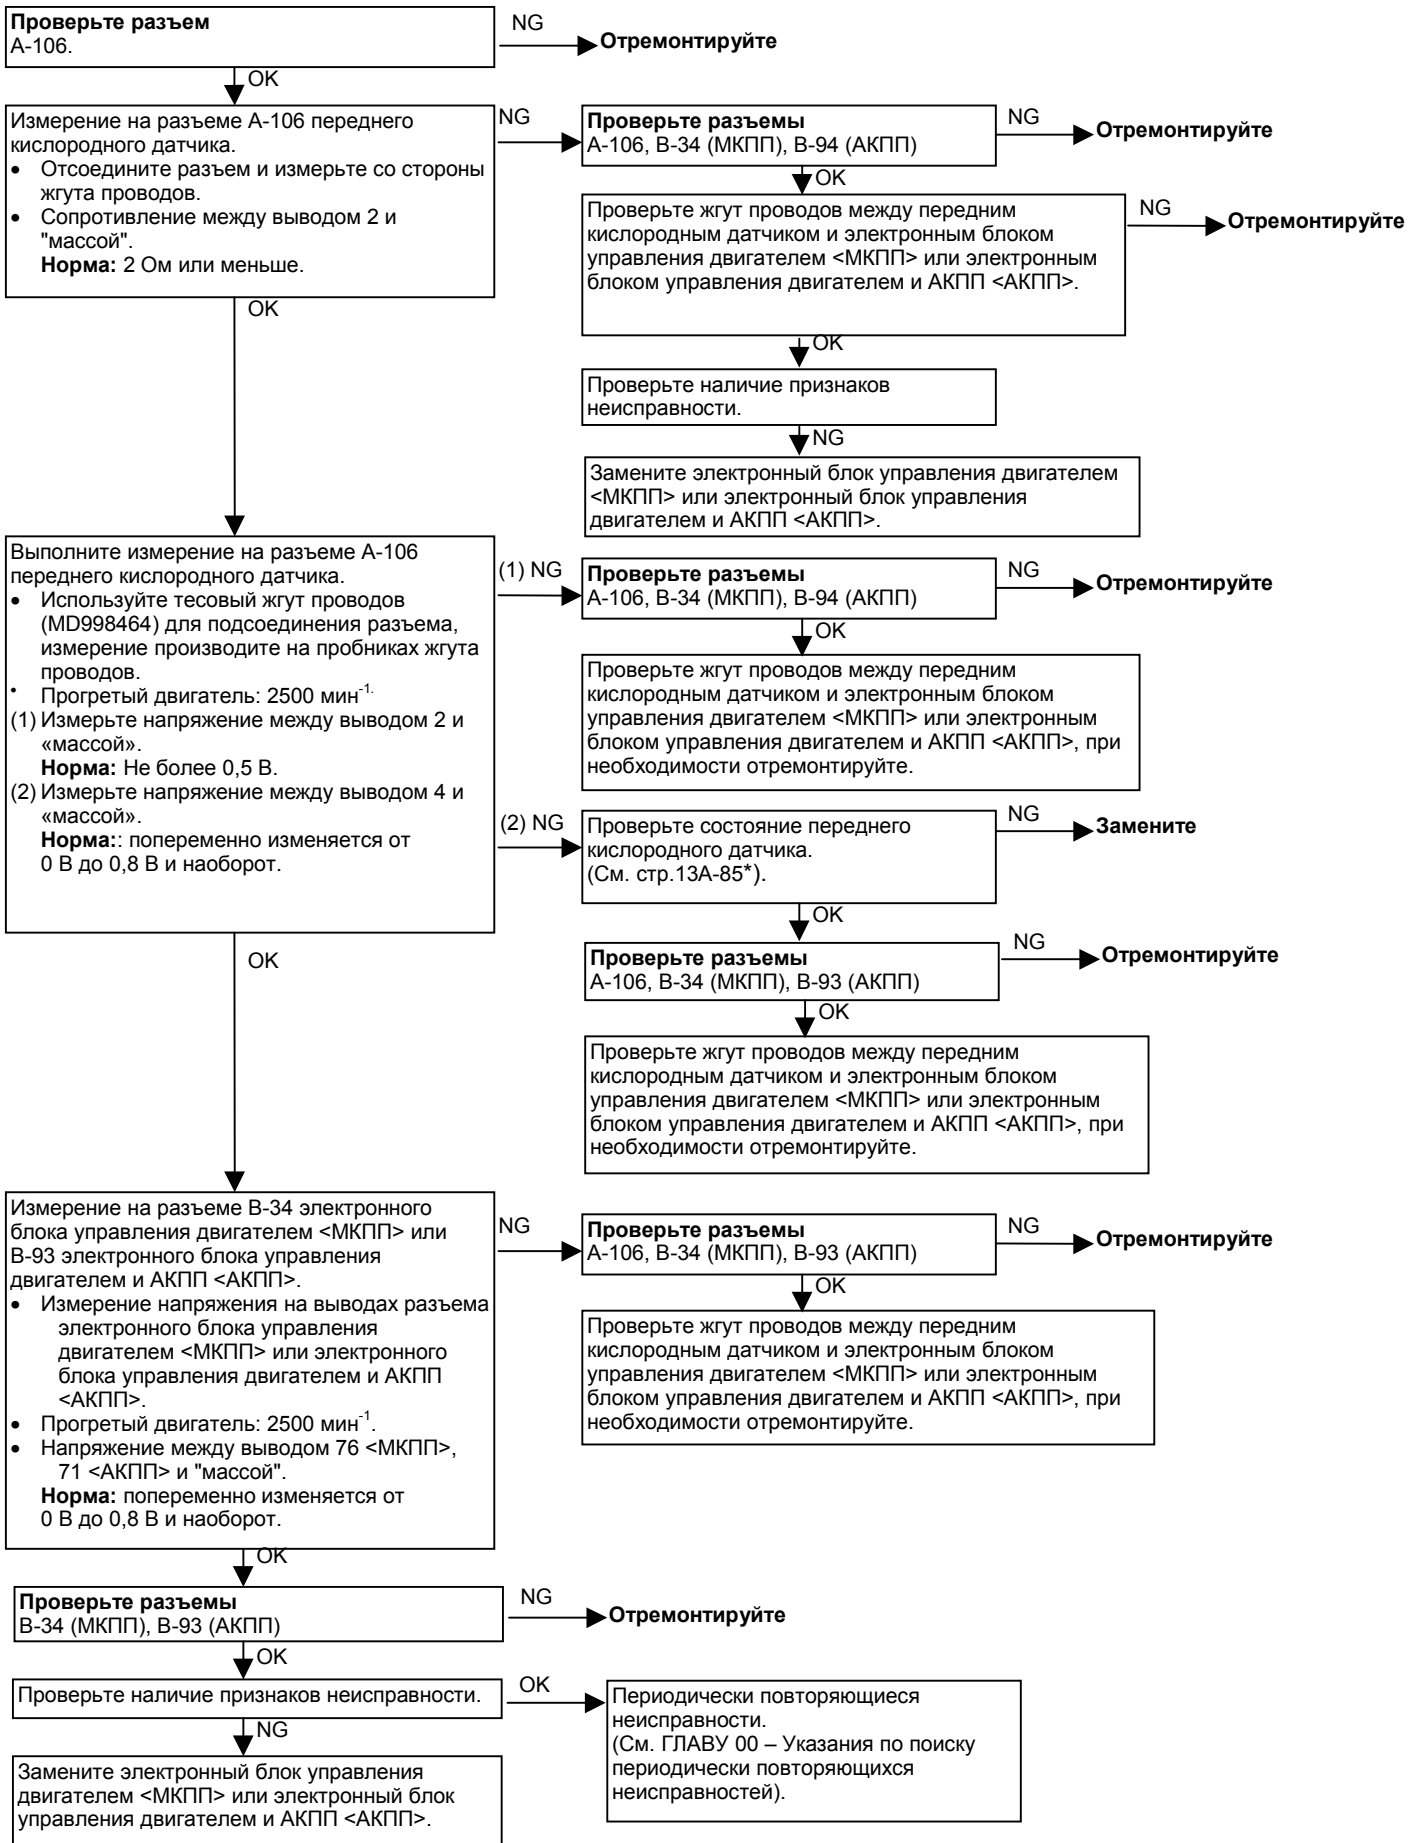 Проверьте разъем
А-106.
NG
Отремонтируйте
OK
Измерение на разъеме А-106 переднего
кислородного датчика.
• Отсоедините разъем и измерьте со стороны
жгута проводов.
• Сопротивление между выводом 2 и
"массой".
Норма: 2 Ом или меньше.
NG
Проверьте разъемы
А-106, В-34 (МКПП), В-94 (АКПП)
NG
Отремонтируйте
OK
Проверьте жгут проводов между передним
кислородным датчиком и электронным блоком
управления двигателем <МКПП> или электронным
блоком управления двигателем и АКПП <АКПП>.
NG
Отремонтируйте
OK
OK
Проверьте наличие признаков
неисправности.
NG
Замените электронный блок управления двигателем
<МКПП> или электронный блок управления
двигателем и АКПП <АКПП>.
Выполните измерение на разъеме А-106
переднего кислородного датчика.
• Используйте тесовый жгут проводов
(MD998464) для подсоединения разъема,
измерение производите на пробниках жгута
проводов.
• Прогретый двигатель: 2500 мин-1.
(1) Измерьте напряжение между выводом 2 и
«массой».
Норма: Не более 0,5 В.
(2) Измерьте напряжение между выводом 4 и
«массой».
Норма:: попеременно изменяется от
0 В до 0,8 В и наоборот.
(1) NG
Проверьте разъемы
А-106, В-34 (МКПП), В-94 (АКПП)
NG
Отремонтируйте
OK
Проверьте жгут проводов между передним
кислородным датчиком и электронным блоком
управления двигателем <МКПП> или электронным
блоком управления двигателем и АКПП <АКПП>, при
необходимости отремонтируйте.
(2) NG
Проверьте состояние переднего
кислородного датчика.
(См. стр.13А-85*).
NG
Замените
OK
Проверьте разъемы
А-106, В-34 (МКПП), В-93 (АКПП)
NG
Отремонтируйте
OK
Проверьте жгут проводов между передним
кислородным датчиком и электронным блоком
управления двигателем <МКПП> или электронным
блоком управления двигателем и АКПП <АКПП>, при
необходимости отремонтируйте.
OK
Измерение на разъеме В-34 электронного
блока управления двигателем <МКПП> или
В-93 электронного блока управления
двигателем и АКПП <АКПП>.
• Измерение напряжения на выводах разъема
электронного блока управления
двигателем <МКПП> или электронного
блока управления двигателем и АКПП
<АКПП>.
• Прогретый двигатель: 2500 мин-1.
• Напряжение между выводом 76 <МКПП>,
71 <АКПП> и "массой".
Норма: попеременно изменяется от
0 В до 0,8 В и наоборот.
NG
Проверьте разъемы
А-106, В-34 (МКПП), В-93 (АКПП)
NG
Отремонтируйте
OK
Проверьте жгут проводов между передним
кислородным датчиком и электронным блоком
управления двигателем <МКПП> или электронным
блоком управления двигателем и АКПП <АКПП>, при
необходимости отремонтируйте.
OK
Проверьте разъемы
В-34 (МКПП), В-93 (АКПП)
NG
Отремонтируйте
OK
Проверьте наличие признаков неисправности.
OK
Периодически повторяющиеся
неисправности.
(См. ГЛАВУ 00 – Указания по поиску
периодически повторяющихся
неисправностей).
NG
Замените электронный блок управления
двигателем <МКПП> или электронный блок
управления двигателем и АКПП <АКПП>.